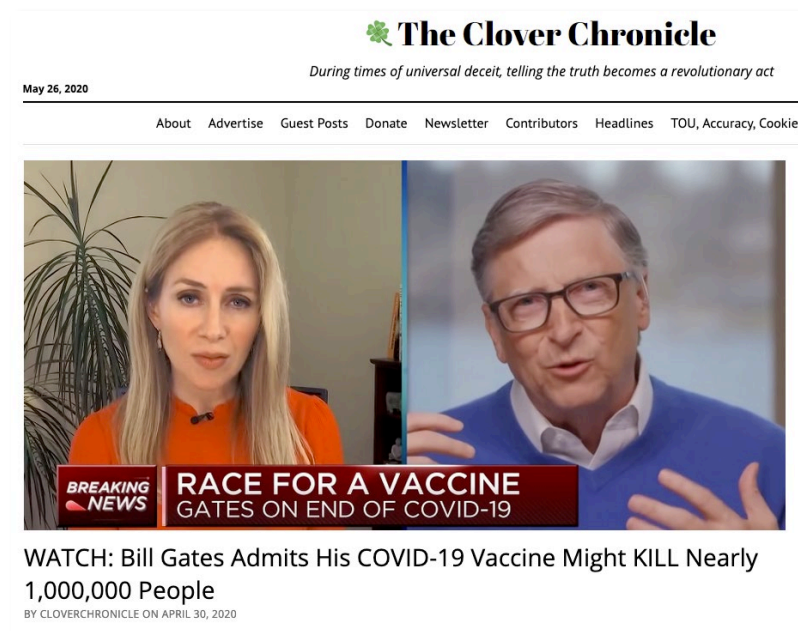 The Clover Chronicle
During times of universal deceit, telling the truth becomes a revolutionary act
May 26, 2020
About Advertise Guest Posts Donate Newsletter Contributors Headlines TOU, Accuracy, Cookie
BREAKING NEWS
RACE FOR A VACCINE
GATES ON END OF COVID-19
WATCH: Bill Gates Admits His COVID-19 Vaccine Might KILL Nearly
1,000,000 People
BY CLOVERCHRONICLE ON APRIL 30, 2020